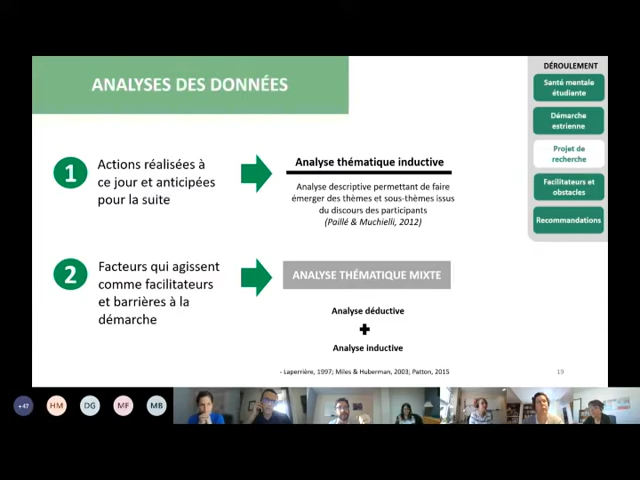 ANALYSES DES DONNÉES
1
Actions réalisées à
ce jour et anticipées
pour la suite
Analyse thématique inductive
Analyse descriptive permettant de faire
émerger des thèmes et sous-thèmes issus
du discours des participants
(Paillé & Muchielli, 2012)
2
Facteurs qui agissent
comme facilitateurs
et barrières à la
démarche
ANALYSE THÉMATIQUE MIXTE
Analyse déductive
+
Analyse inductive
- Laperrière, 1997; Miles & Huberman, 2003; Patton, 2015
19
DÉROULEMENT
Santé mentale
étudiante
Démarche
estrienne
Projet de
recherche
Facilitateurs et
obstacles
Recommandations
+47
HM
DG
MF
MB